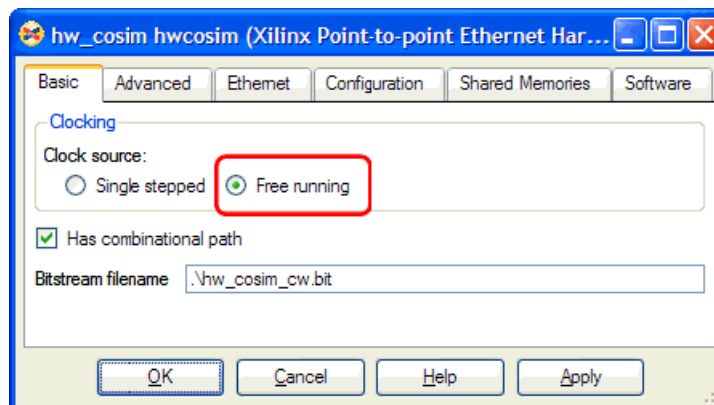 hw_cosim hwcosim (Xilinx Point-to-point Ethernet Har...
Basic Advanced Ethernet Configuration Shared Memories Software
Clocking
Clock source:
Single stepped Free running
Has combinational path
Bitstream filename .\hw_cosim_cw.bit
OK Cancel Help Apply